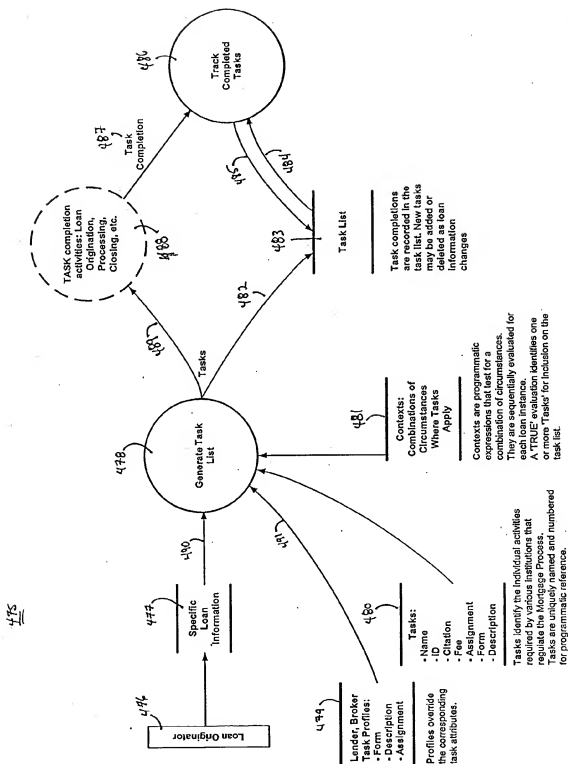 475
476
Loan Originator
477
Specific
Loan
Information
490
478
Generate Task
List
479
Lender, Broker
Task Profiles:
- Form
- Description
- Assignment
Profiles override
the corresponding
task attributes.
491
480
Tasks:
- Name
- ID
- Citation
- Fee
- Assignment
- Form
- Description
Tasks identify the individual activities
required by various institutions that
regulate the Mortgage Process.
Tasks are uniquely named and numbered
for programmatic reference.
481
Contexts:
Combinations of
Circumstances
Where Tasks
Apply
Contexts are programmatic
expressions that test for a
combination of circumstances.
They are sequentially evaluated for
each loan instance.
A 'TRUE' evaluation identifies one
or more 'Tasks' for inclusion on the
task list.
489
Tasks
482
TASK completion
activities: Loan
Origination,
Processing,
Closing, etc.
488
487
Task
Completion
486
Track
Completed
Tasks
485
484
483
Task List
Task completions
are recorded in the
task list. New tasks
may be added or
deleted as loan
information
changes